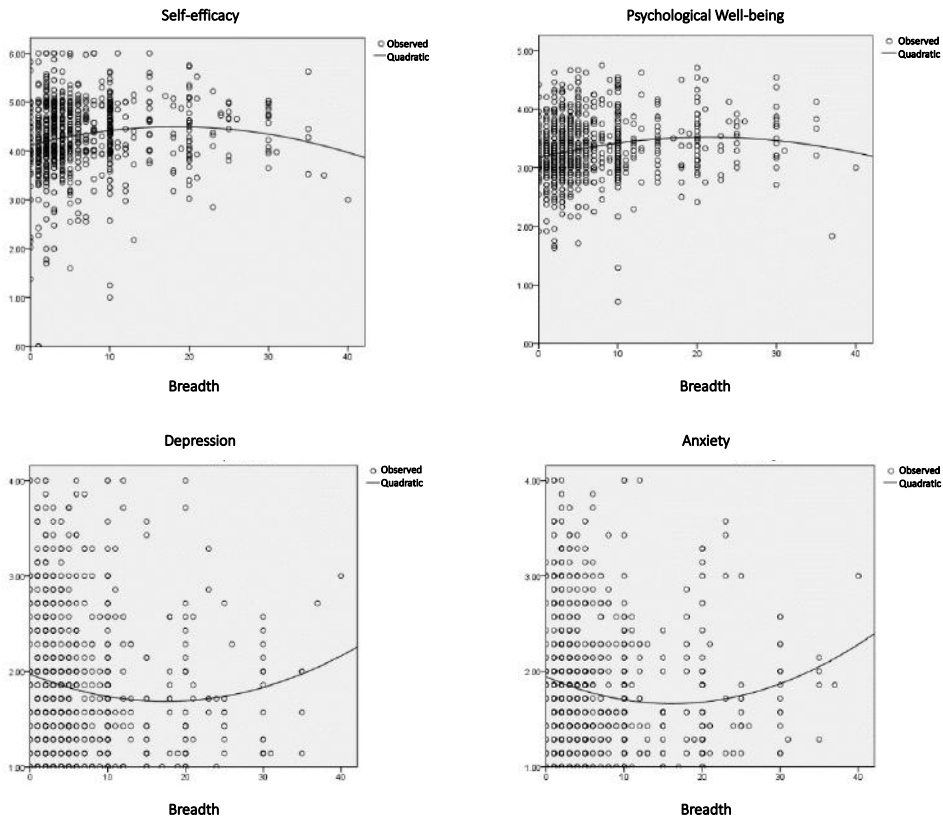 Self-efficacy
Observed
Quadratic
6.00
5.00
4.00
3.00
2.00
1.00
.00
0
10
20
30
40
Breadth
Psychological Well-being
Observed
Quadratic
5.00
4.00
3.00
2.00
1.00
.00
0
10
20
30
40
Breadth
Depression
Observed
Quadratic
4.00
3.00
2.00
1.00
0
10
20
30
40
Breadth
Anxiety
Observed
Quadratic
4.00
3.00
2.00
1.00
0
10
20
30
40
Breadth